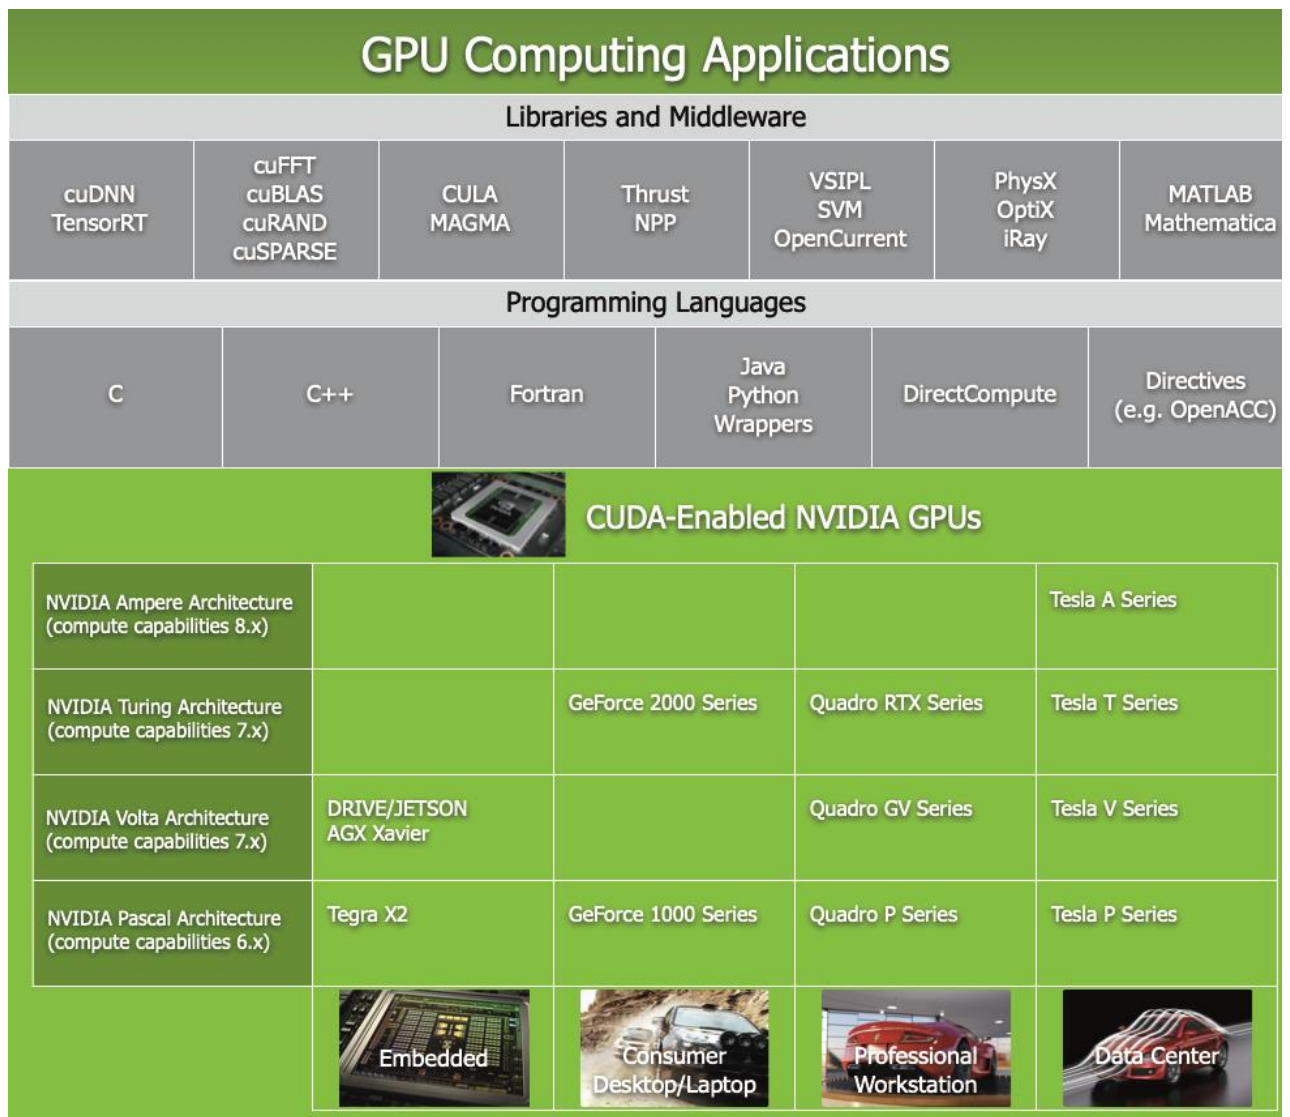 GPU Computing Applications
Libraries and Middleware
cuDNN
TensorRT
cuFFT
cuBLAS
cuRAND
cuSPARSE
CULA
MAGMA
Thrust
NPP
VSIPL
SVM
OpenCurrent
PhysX
OptiX
iRay
MATLAB
Mathematica
Programming Languages
C
C++
Fortran
Java
Python
Wrappers
DirectCompute
Directives
(e.g. OpenACC)
CUDA-Enabled NVIDIA GPUs
NVIDIA Ampere Architecture
(compute capabilities 8.x)
Tesla A Series
NVIDIA Turing Architecture
(compute capabilities 7.x)
GeForce 2000 Series
Quadro RTX Series
Tesla T Series
NVIDIA Volta Architecture
(compute capabilities 7.x)
DRIVE/JETSON
AGX Xavier
Quadro GV Series
Tesla V Series
NVIDIA Pascal Architecture
(compute capabilities 6.x)
Tegra X2
GeForce 1000 Series
Quadro P Series
Tesla P Series
Embedded
Consumer
Desktop/Laptop
Professional
Workstation
Data Center